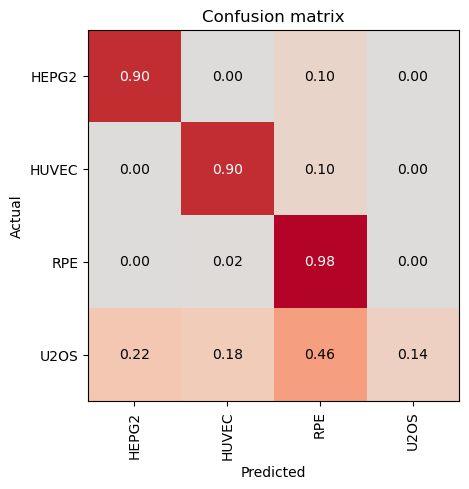 Confusion matrix
HEPG2 0.90 0.00 0.10 0.00
HUVEC 0.00 0.90 0.10 0.00
RPE 0.00 0.02 0.98 0.00
U2OS 0.22 0.18 0.46 0.14
Actual
HEPG2 HUVEC RPE U2OS
Predicted